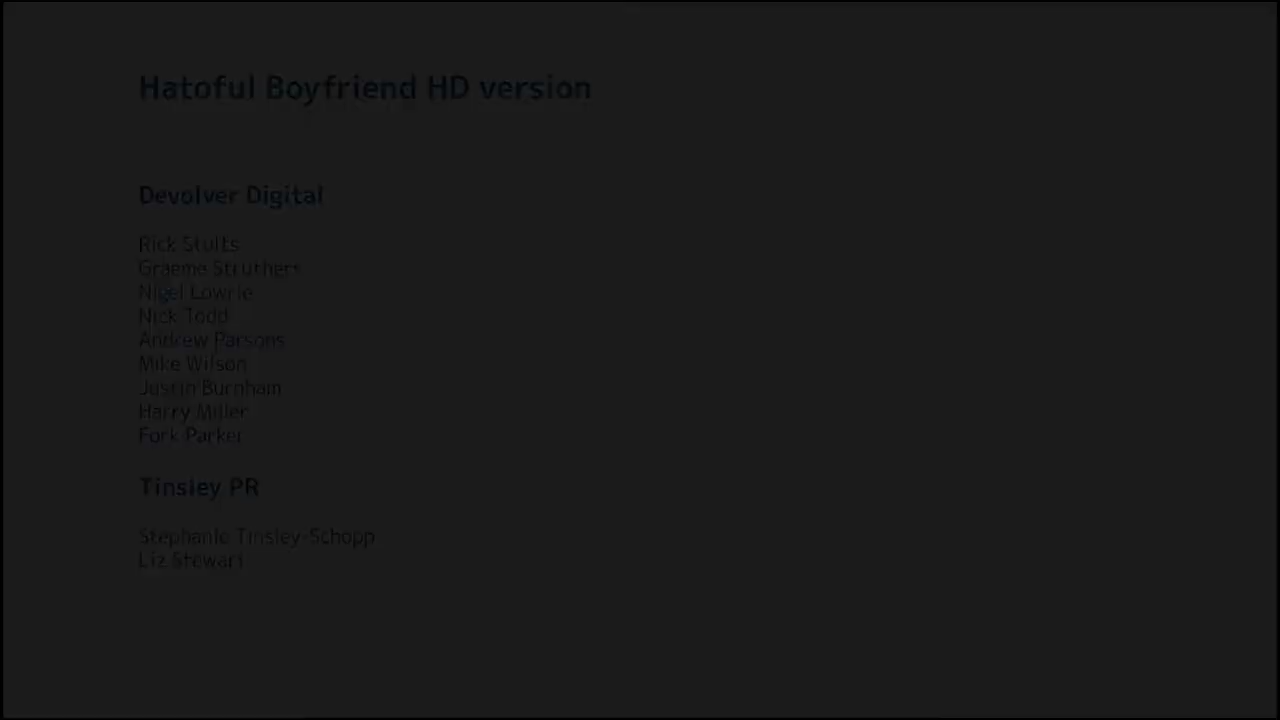 Hatoful Boyfriend HD version
Devolver Digital
Rick Stults
Graeme Struthers
Nigel Lowrie
Nick Todd
Andrew Parsons
Mike Wilson
Justin Burnham
Harry Miller
Fork Parker
Tinsley PR
Stephanie Tinsley-Schopp
Liz Stewart